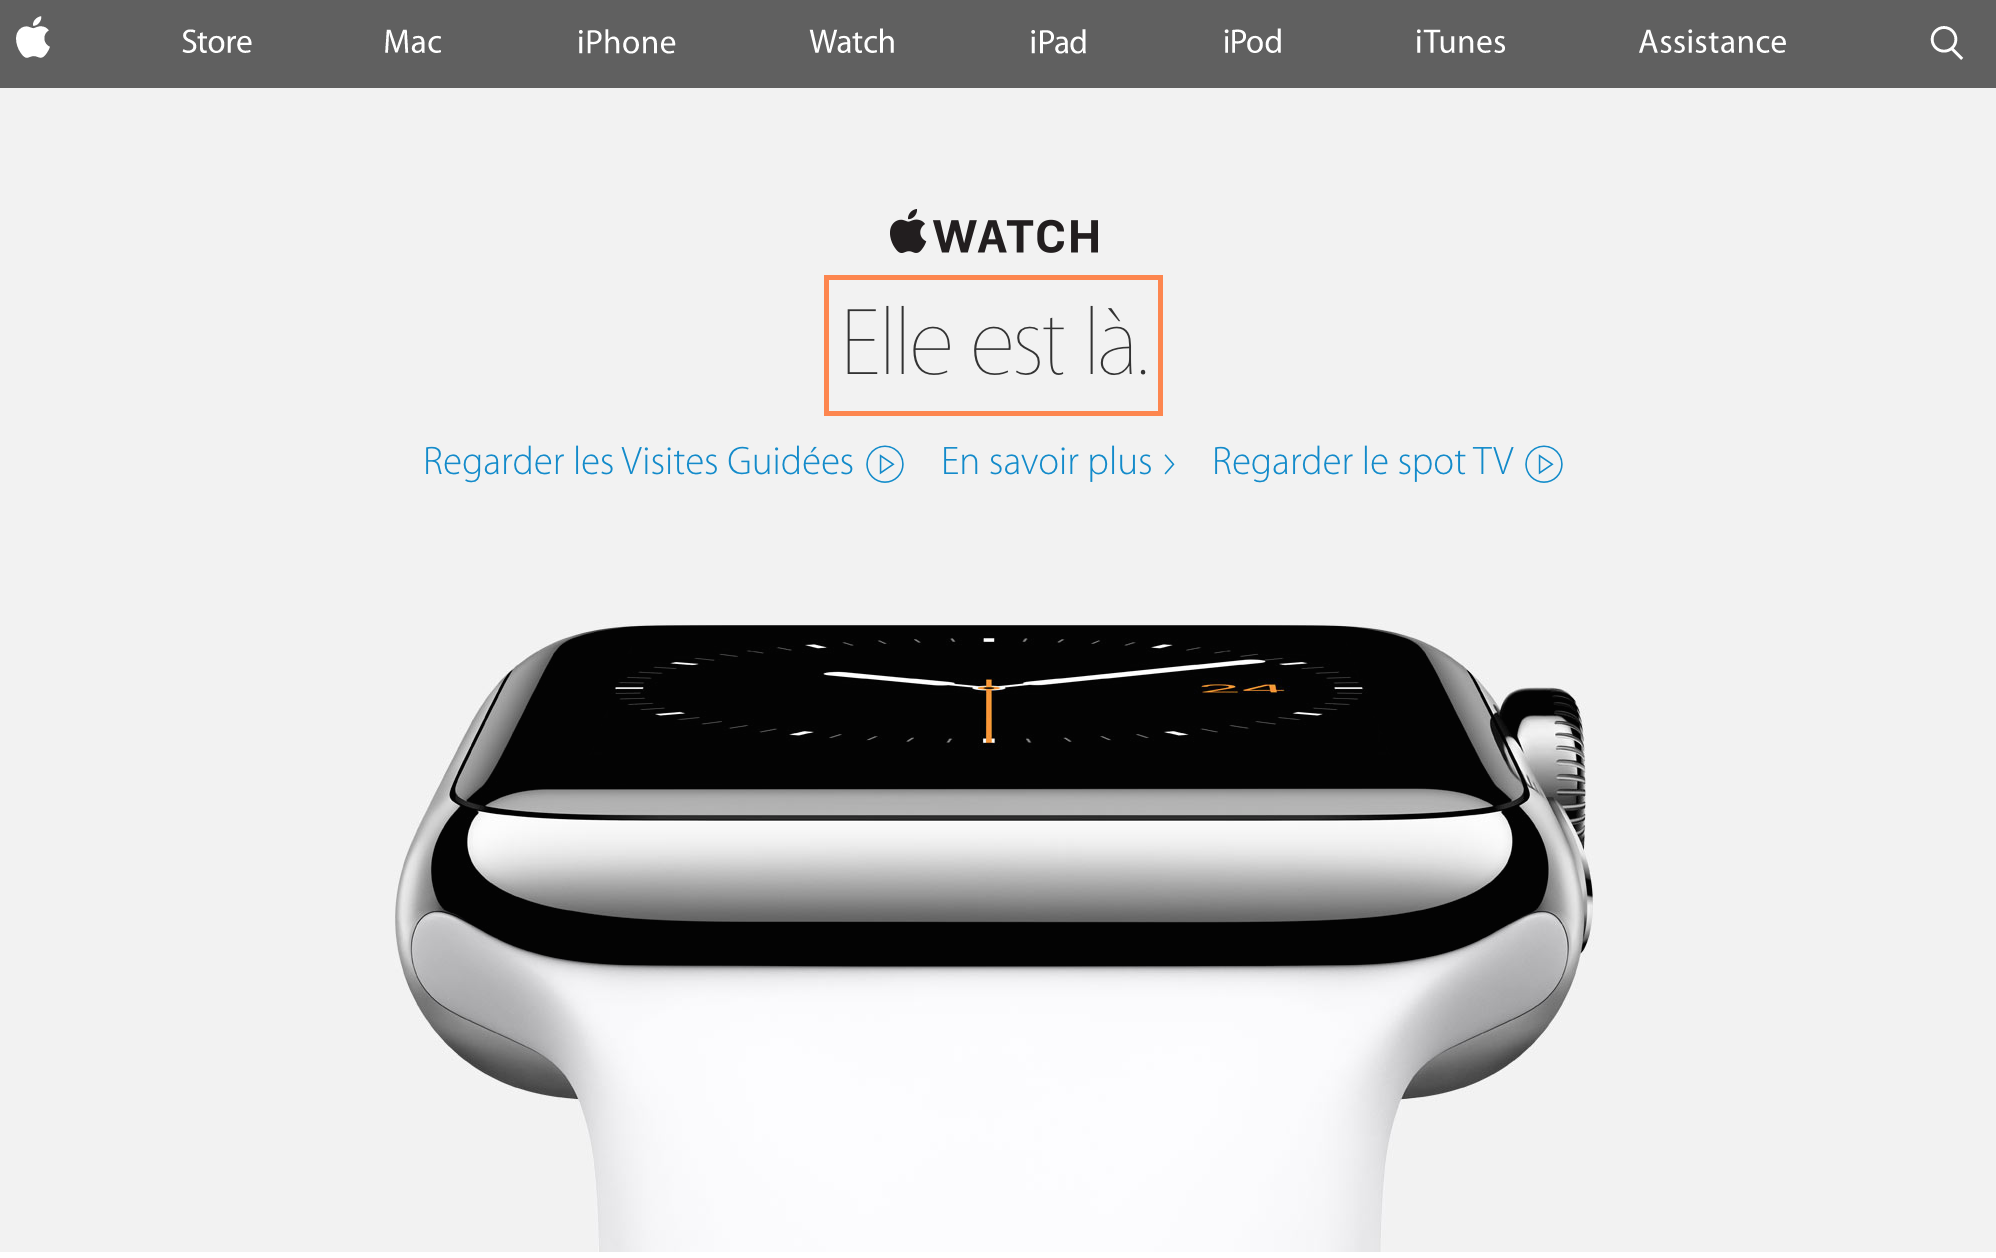 Store Mac iPhone Watch iPad iPod iTunes Assistance
WATCH
Elle est là.
Regarder les Visites Guidées En savoir plus > Regarder le spot TV
24